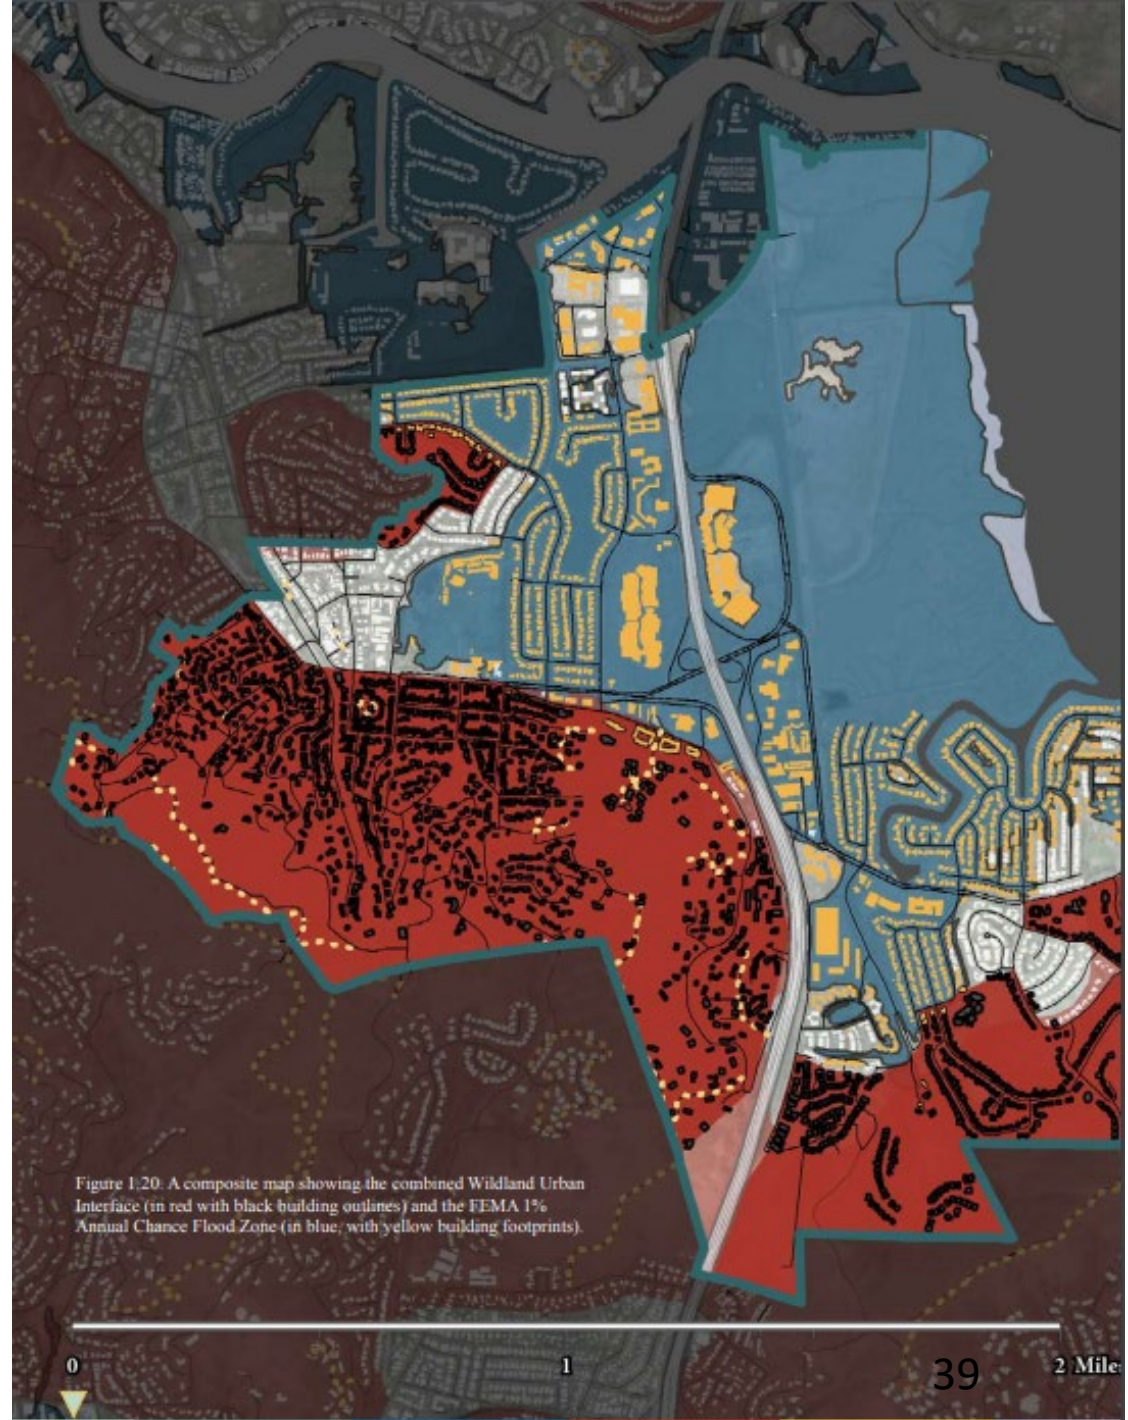 Figure 1.20. A composite map showing the combined Wildland Urban
Interface (in red with black building outlines) and the FEMA 1%
Annual Chance Flood Zone (in blue, with yellow building footprints).
0 1 39 2 Mile